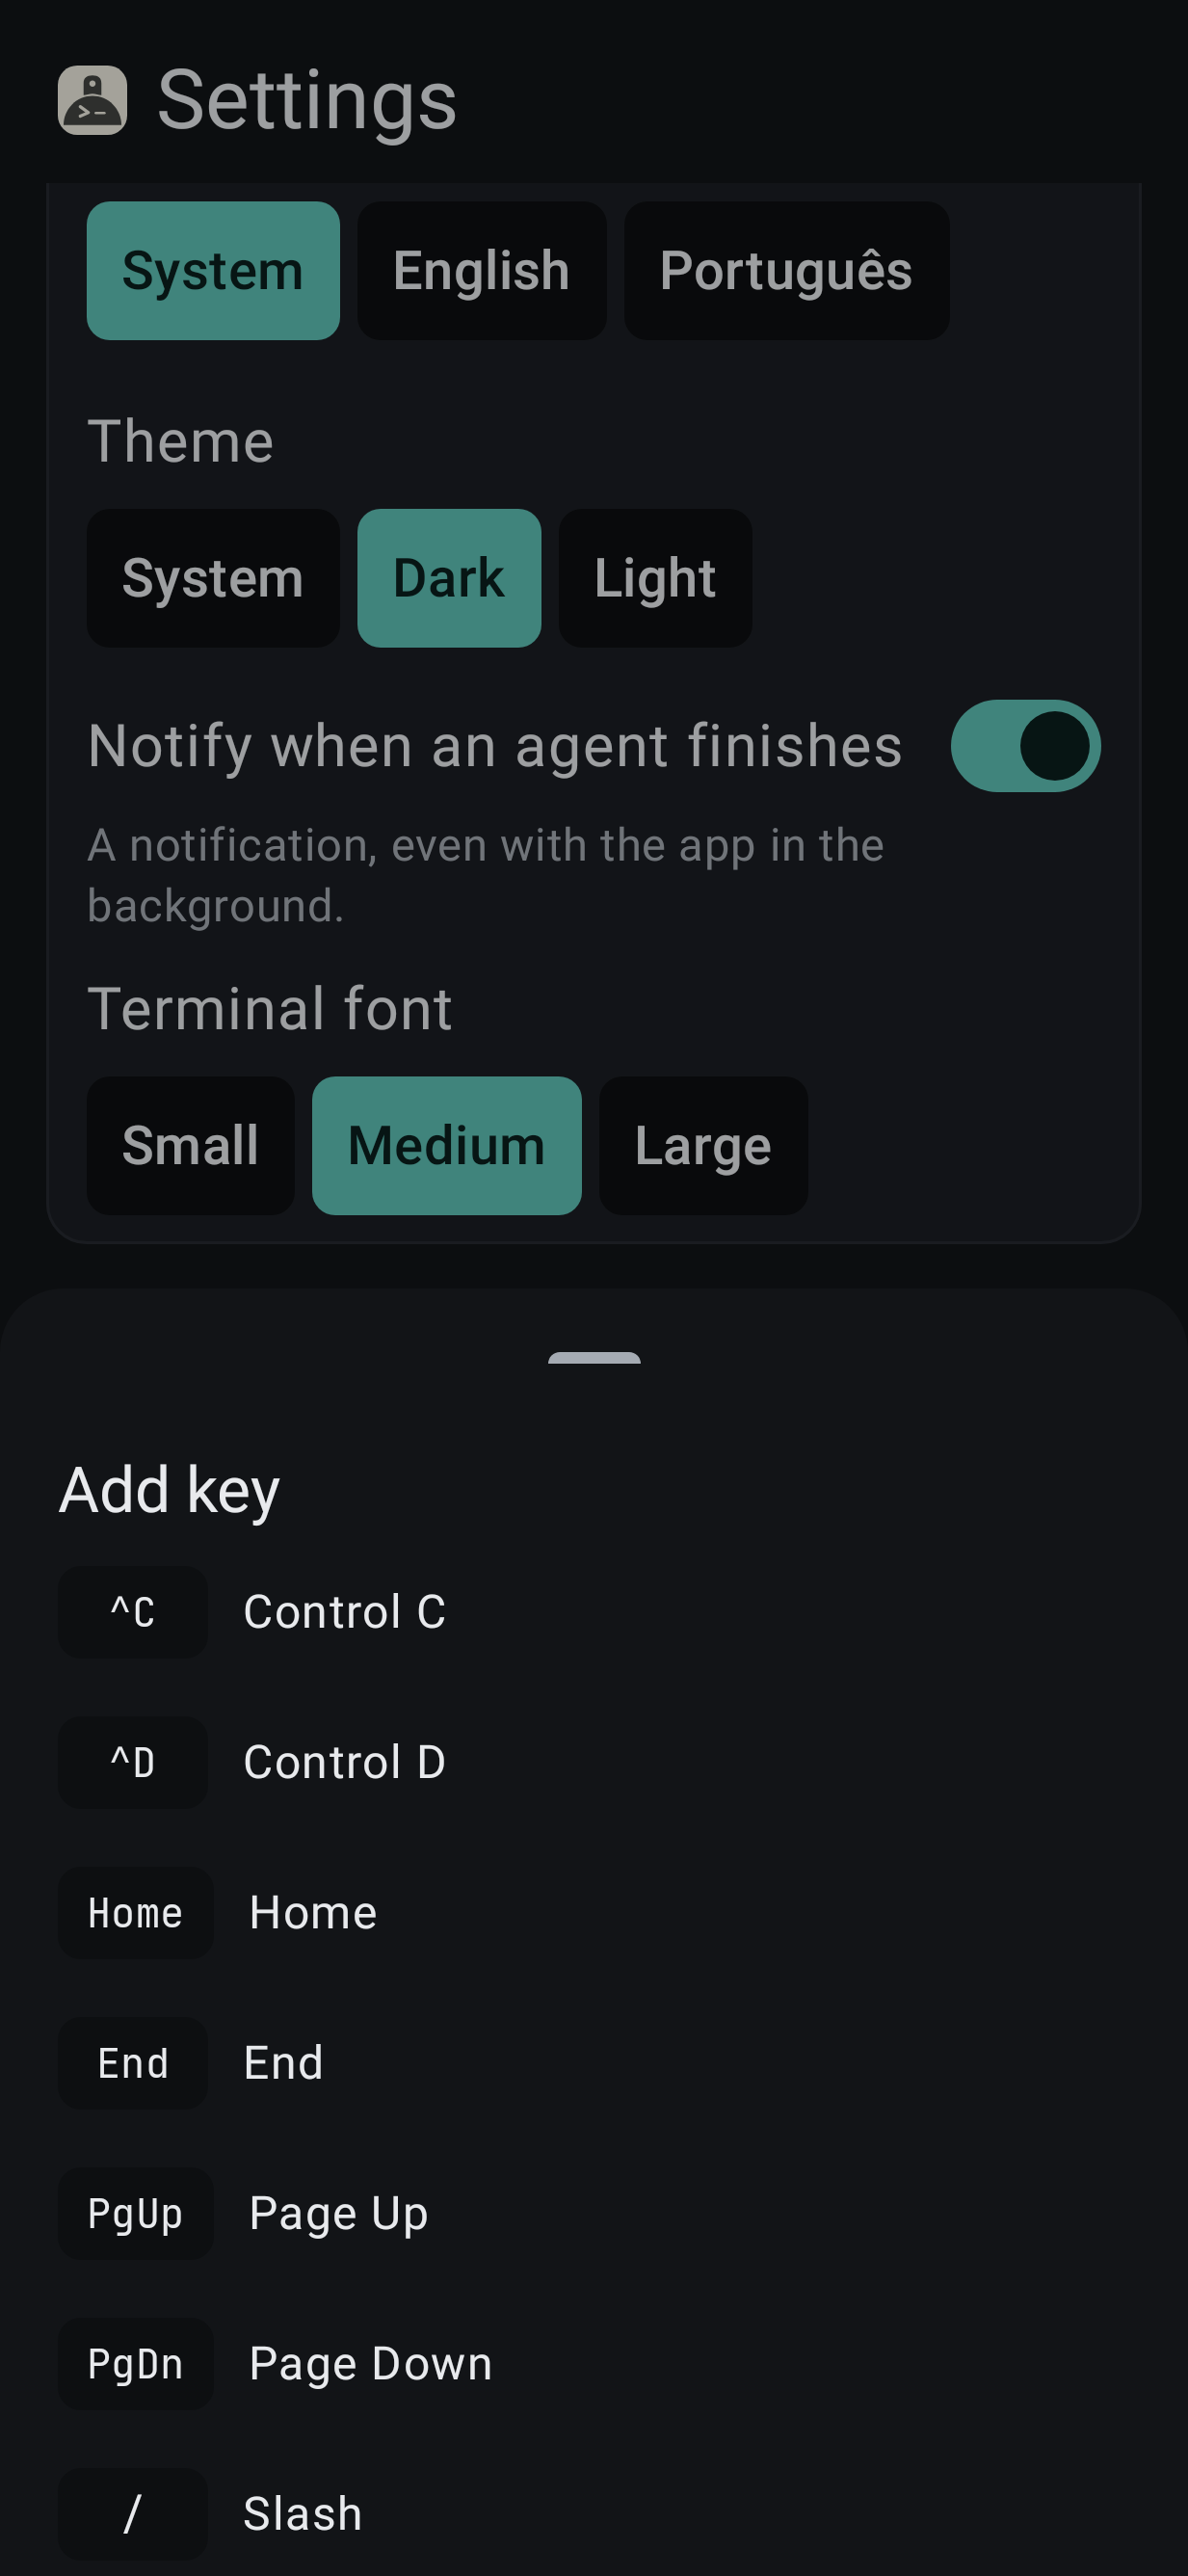 Settings
System English Português
Theme
System Dark Light
Notify when an agent finishes
A notification, even with the app in the
background.
Terminal font
Small Medium Large
Add key
^C Control C
^D Control D
Home Home
End End
PgUp Page Up
PgDn Page Down
/ Slash